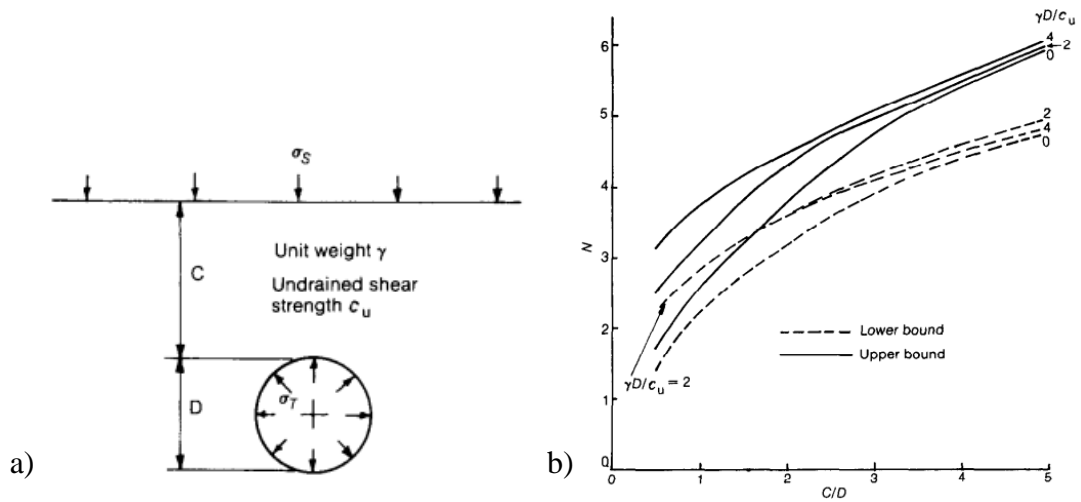 a)
σS
Unit weight γ
Undrained shear
strength cu
C
D
σT
b)
γD/cu
N
6
5
4
3
2
1
0
4
2
0
2
4
0
Lower bound
Upper bound
γD/cu = 2
0
1
2
3
4
5
C/D